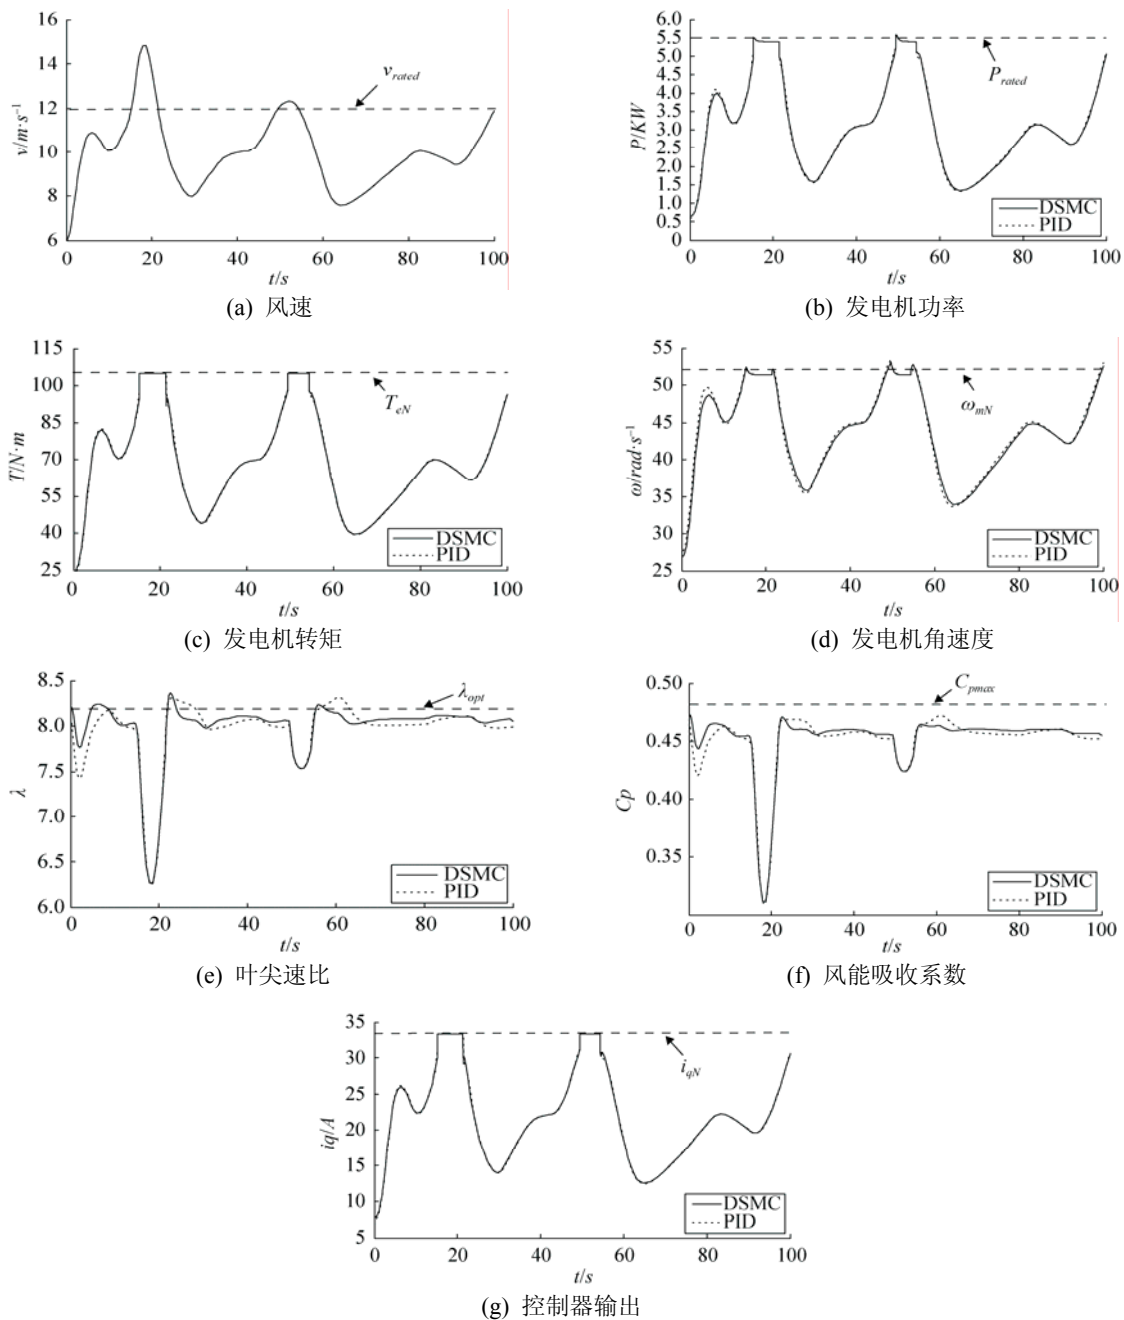 16
14
12
10
8
6
v/m·s⁻¹
v_rated
0 20 40 60 80 100
t/s
(a) 风速
6.0
5.5
5.0
4.5
4.0
3.5
3.0
2.5
2.0
1.5
1.0
0.5
0
P/KW
P_rated
DSMC
PID
0 20 40 60 80 100
t/s
(b) 发电机功率
115
105
85
70
55
40
25
T/N·m
T_eN
DSMC
PID
0 20 40 60 80 100
t/s
(c) 发电机转矩
55
50
45
40
35
30
25
ω/rad·s⁻¹
ω_mN
DSMC
PID
0 20 40 60 80 100
t/s
(d) 发电机角速度
8.5
8.0
7.5
7.0
6.5
6.0
λ
λ_opt
DSMC
PID
0 20 40 60 80 100
t/s
(e) 叶尖速比
0.50
0.45
0.40
0.35
Cp
C_pmax
DSMC
PID
0 20 40 60 80 100
t/s
(f) 风能吸收系数
35
30
25
20
15
10
5
iq/A
i_qN
DSMC
PID
0 20 40 60 80 100
t/s
(g) 控制器输出